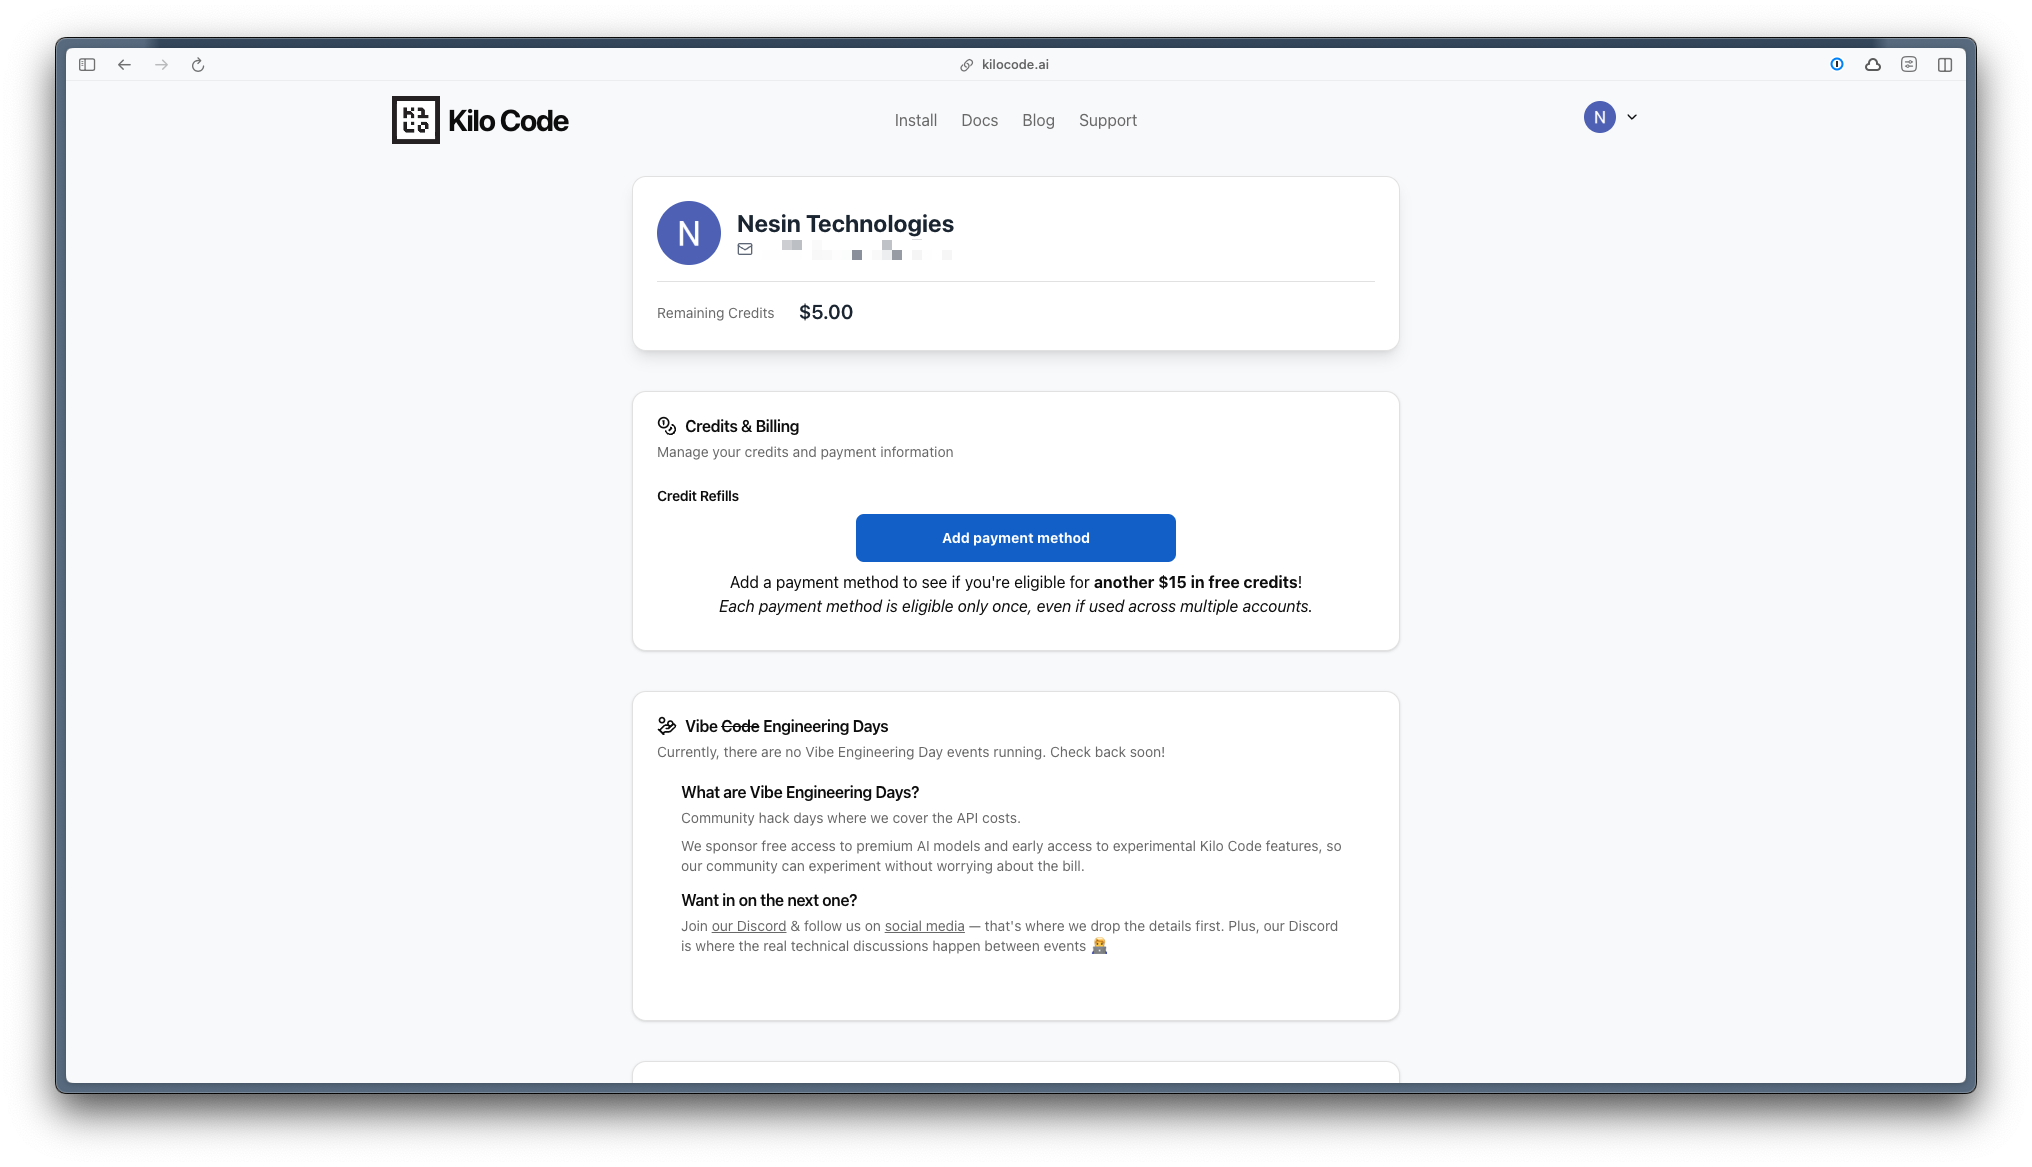 kilocode.ai
Kilo Code
Install
Docs
Blog
Support
N
N
Nesin Technologies
Remaining Credits
$5.00
Credits & Billing
Manage your credits and payment information
Credit Refills
Add payment method
Add a payment method to see if you're eligible for another $15 in free credits!
Each payment method is eligible only once, even if used across multiple accounts.
Vibe Code Engineering Days
Currently, there are no Vibe Engineering Day events running. Check back soon!
What are Vibe Engineering Days?
Community hack days where we cover the API costs.
We sponsor free access to premium AI models and early access to experimental Kilo Code features, so
our community can experiment without worrying about the bill.
Want in on the next one?
Join our Discord & follow us on social media — that's where we drop the details first. Plus, our Discord
is where the real technical discussions happen between events 🧑‍💻